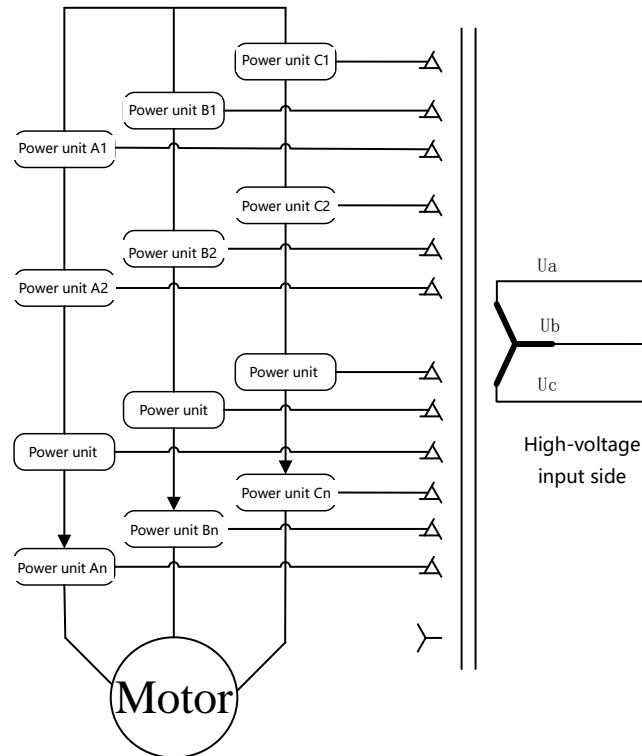 Power unit C1
Power unit B1
Power unit A1
Power unit C2
Power unit B2
Power unit A2
Ua
Ub
Uc
Power unit
Power unit
Power unit
High-voltage
input side
Power unit Cn
Power unit Bn
Power unit An
Motor